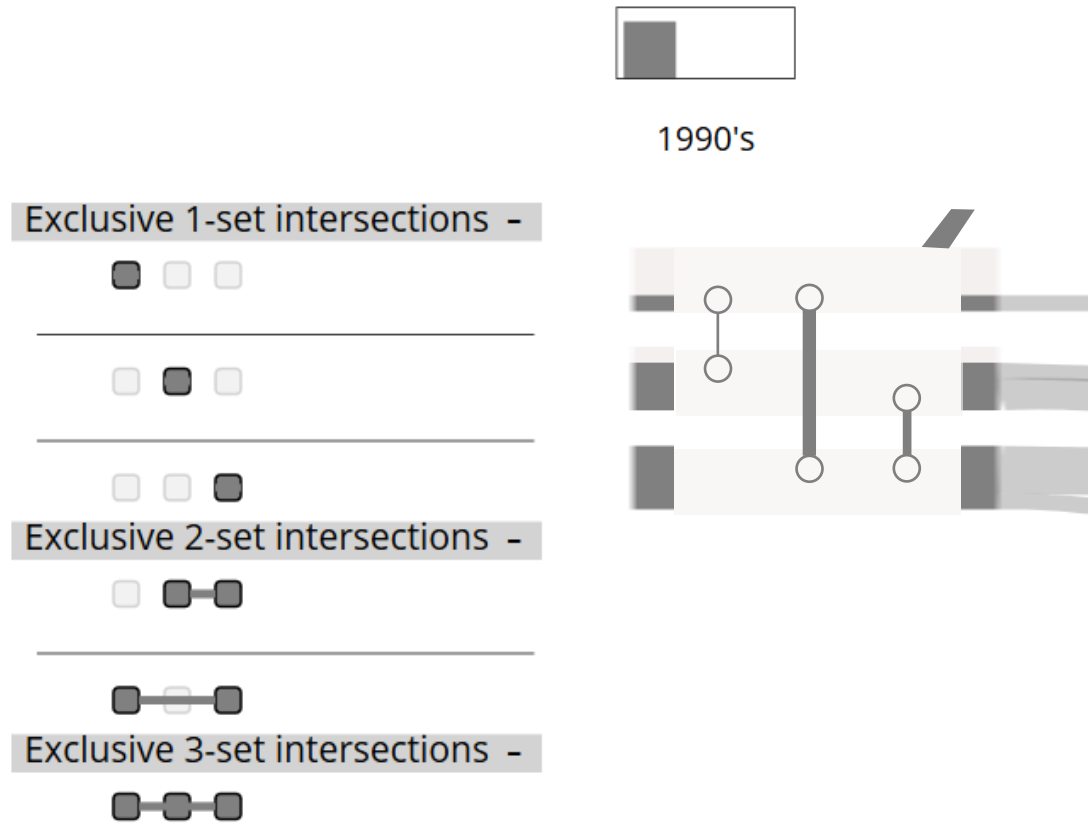 1990's
Exclusive 1-set intersections -
Exclusive 2-set intersections -
Exclusive 3-set intersections -